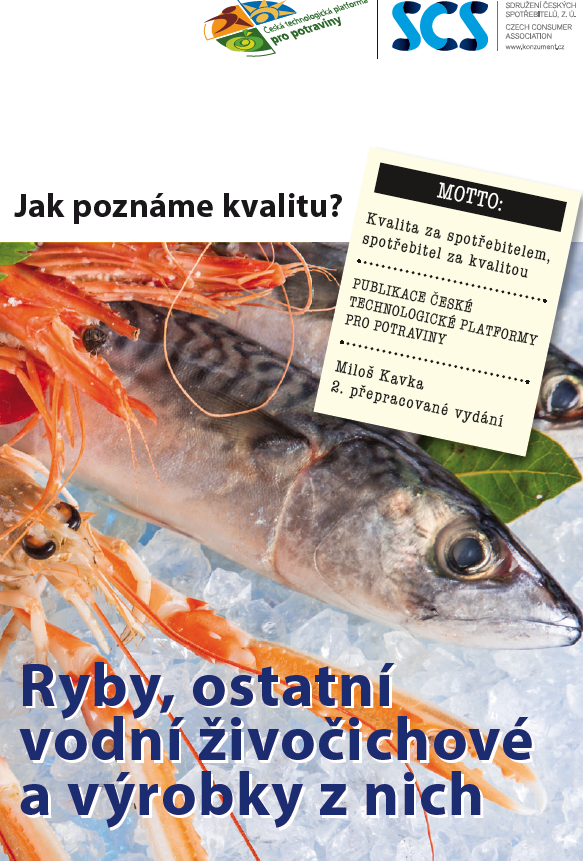 Česká technologická platforma
pro potraviny
SCS
SDRUŽENÍ ČESKÝCH
SPOTŘEBITELŮ, Z. Ú.
CZECH CONSUMER
ASSOCIATION
www.konzument.cz
Jak poznáme kvalitu?
MOTTO:
Kvalita za spotřebitelem,
spotřebitel za kvalitou
PUBLIKACE ČESKÉ
TECHNOLOGICKÉ PLATFORMY
PRO POTRAVINY
Miloš Kavka
2. přepracované vydání
Ryby, ostatní
vodní živočichové
a výrobky z nich